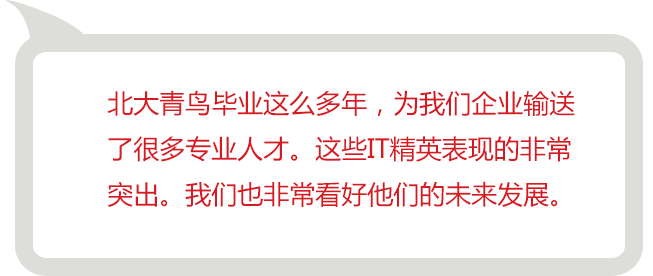 北大青鸟毕业这么多年，为我们企业输送
了很多专业人才。这些IT精英表现的非常
突出。我们也非常看好他们的未来发展。